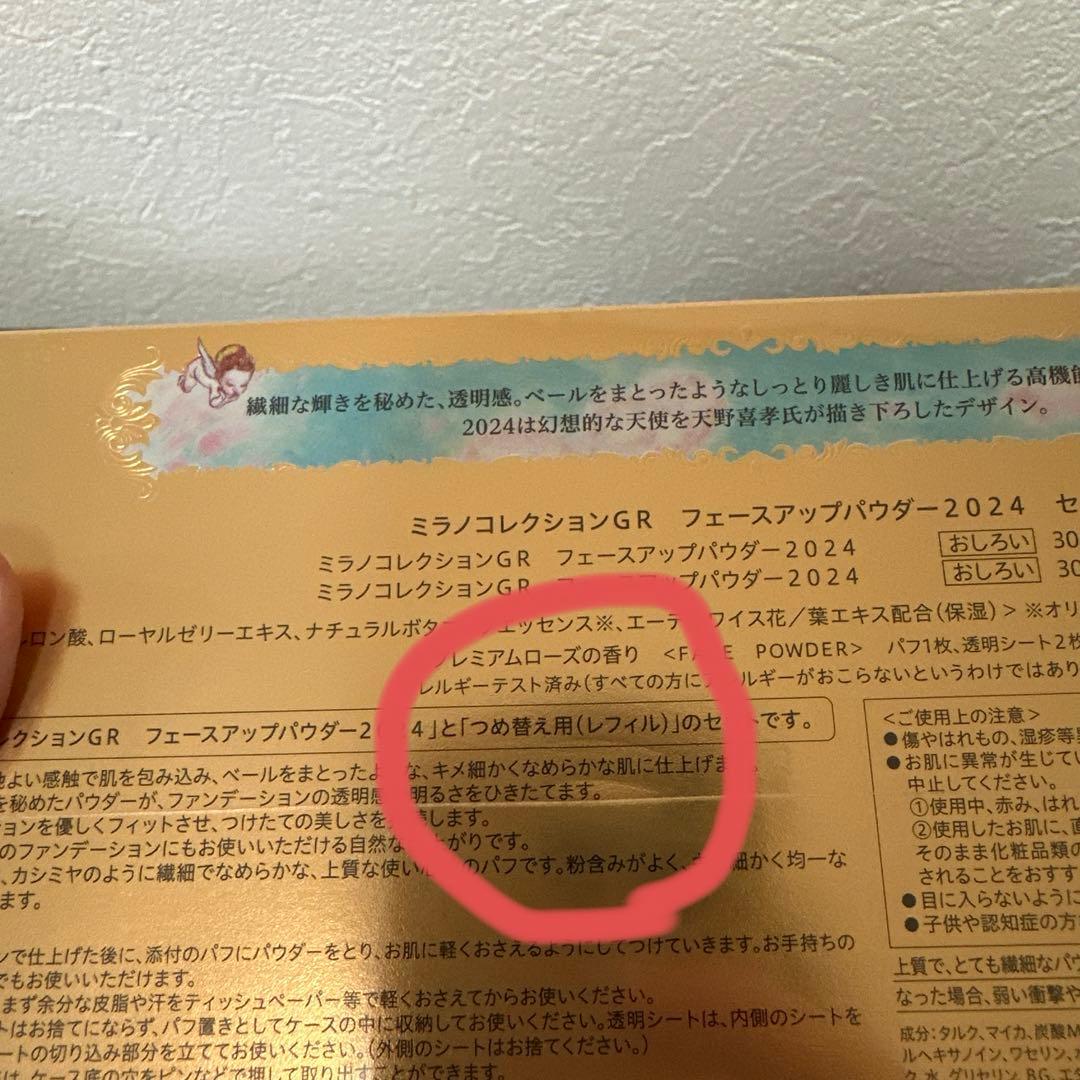 繊細な輝きを秘めた、透明感。ベールをまとったようなしっとり麗しき肌に仕上げる高機能
2024は幻想的な天使を天野喜孝氏が描き下ろしたデザイン。
ミラノコレクションGR フェースアップパウダー2024 セ
ミラノコレクションGR フェースアップパウダー2024 おしろい 30
ミラノコレクションGR フェースアップパウダー2024 おしろい 30
ルロン酸、ローヤルゼリーエキス、ナチュラルボタ エッセンス※、エーデ ワイス花/葉エキス配合(保湿)> ※オリ
プレミアムローズの香り <FACE POWDER> パフ1枚、透明シート2枚
レルギーテスト済み(すべての方にアレルギーがおこらないというわけではあり
レクションGR フェースアップパウダー2024」と「つめ替え用(レフィル)」のセットです。
地よい感触で肌を包み込み、ベールをまとったような、キメ細かくなめらかな肌に仕上げます。
を秘めたパウダーが、ファンデーションの透明感 明るさをひきたてます。
ションを優しくフィットさせ、つけたての美しさを します。
のファンデーションにもお使いいただける自然な仕上がりです。
、カシミヤのように繊細でなめらかな、上質な使い心 のパフです。粉含みがよく、 細かく均一な
ます。
ンで仕上げた後に、添付のパフにパウダーをとり、お肌に軽くおさえるようにしてつけていきます。お手持ちの
でもお使いいただけます。
まず余分な皮脂や汗をティッシュペーパー等で軽くおさえてからお使いください。
トはお捨てにならず、パフ置きとしてケースの中に収納してお使いください。透明シートは、内側のシートを
ートの切り込み部分を立ててお使いください。(外側のシートはお捨てください。)
は、ケース底の穴をピンなどで押して取り出すことができます。
<ご使用上の注意>
●傷やはれもの、湿疹等
●お肌に異常が生じてい
中止してください。
①使用中、赤み、はれ
②使用したお肌に、直
そのまま化粧品類の
されることをおすす
●目に入らないように
●子供や認知症の方
上質で、とても繊細なパウ
なった場合、弱い衝撃や
成分:タルク、マイカ、炭酸M
ルヘキサノイン、ワセリン、
ク、水、グリセリン、BG、エタ